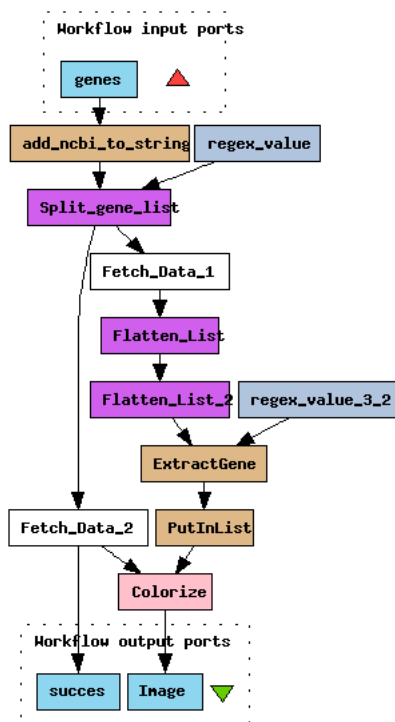 Workflow input ports
genes
add_ncbi_to_string
regex_value
Split_gene_list
Fetch_Data_1
Flatten_List
Flatten_List_2
regex_value_3_2
ExtractGene
Fetch_Data_2
PutInList
Colorize
Workflow output ports
succes
Image